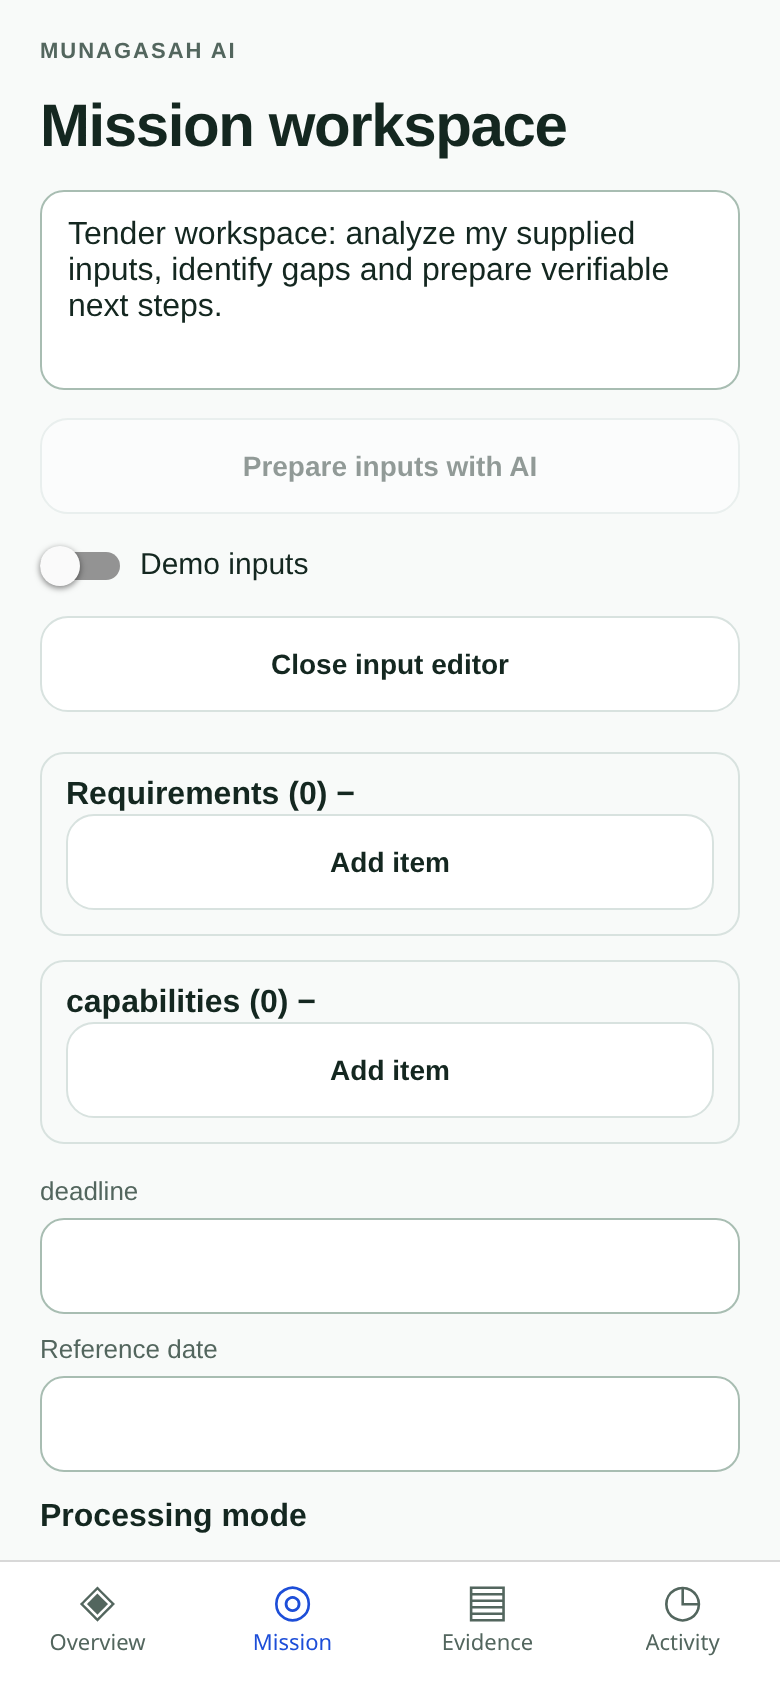 MUNAGASAH AI
Mission workspace
Tender workspace: analyze my supplied
inputs, identify gaps and prepare verifiable
next steps.
Prepare inputs with AI
Demo inputs
Close input editor
Requirements (0) −
Add item
capabilities (0) −
Add item
deadline
Reference date
Processing mode
Overview
Mission
Evidence
Activity